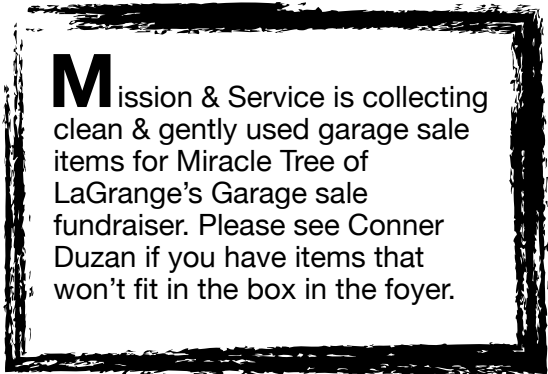 Mission & Service is collecting
clean & gently used garage sale
items for Miracle Tree of
LaGrange’s Garage sale
fundraiser. Please see Conner
Duzan if you have items that
won’t fit in the box in the foyer.